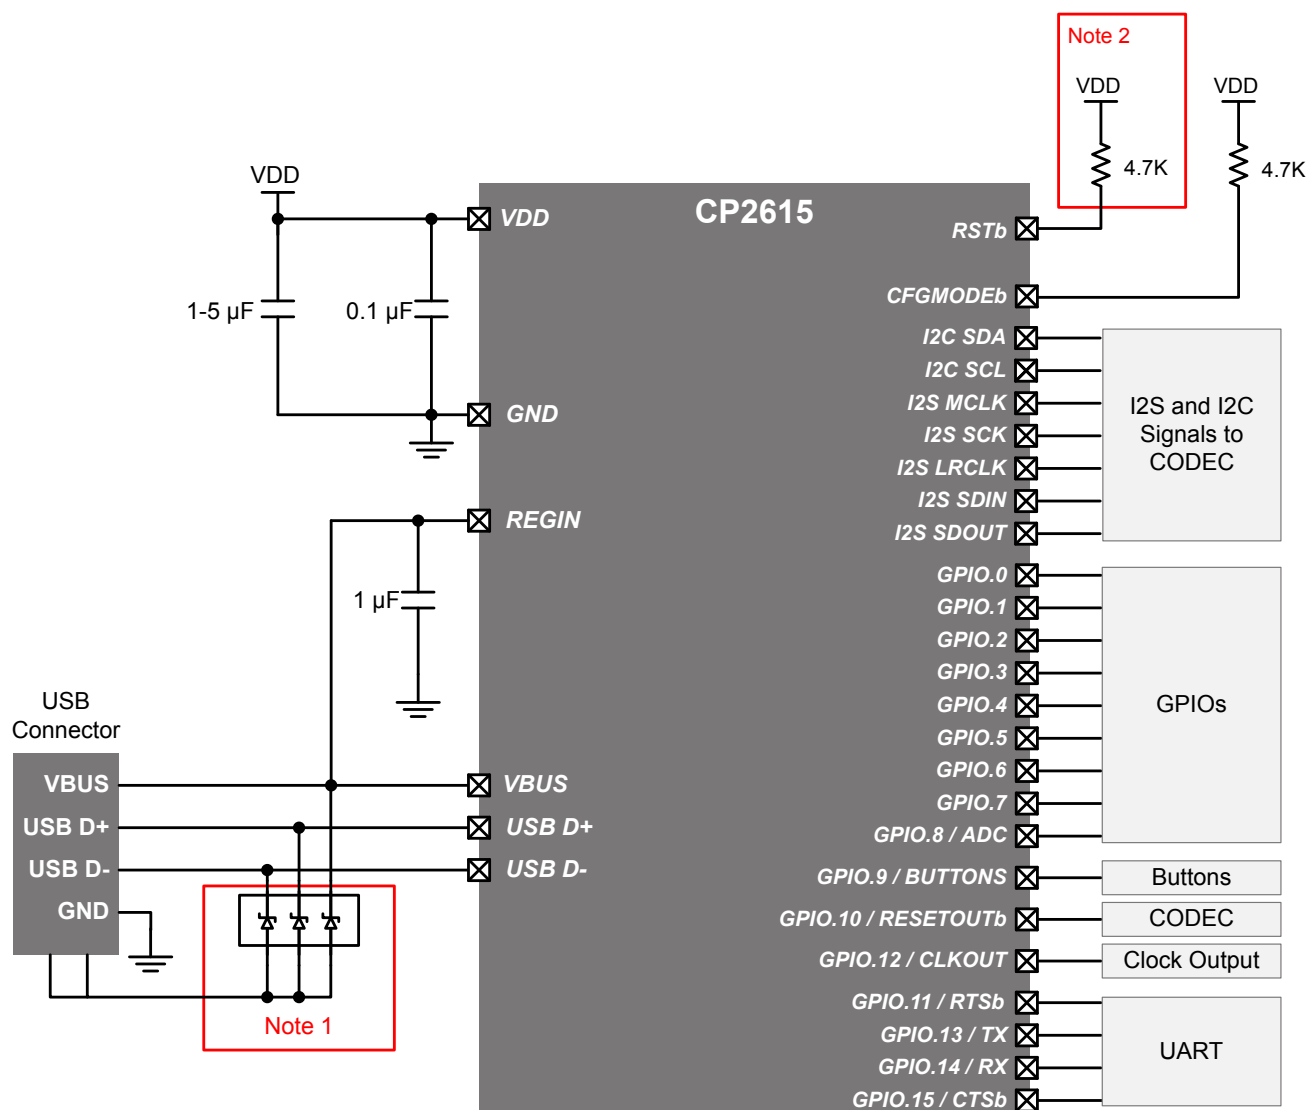 Note 2
VDD
VDD
4.7K
4.7K
VDD
1-5 µF
0.1 µF
CP2615
VDD
GND
REGIN
1 µF
USB
Connector
VBUS
USB D+
USB D-
GND
VBUS
USB D+
USB D-
Note 1
RSTb
CFGMODEb
I2C SDA
I2C SCL
I2S MCLK
I2S SCK
I2S LRCLK
I2S SDIN
I2S SDOUT
I2S and I2C
Signals to
CODEC
GPIO.0
GPIO.1
GPIO.2
GPIO.3
GPIO.4
GPIO.5
GPIO.6
GPIO.7
GPIO.8 / ADC
GPIOs
GPIO.9 / BUTTONS
Buttons
GPIO.10 / RESETOUTb
CODEC
GPIO.12 / CLKOUT
Clock Output
GPIO.11 / RTSb
GPIO.13 / TX
GPIO.14 / RX
GPIO.15 / CTSb
UART